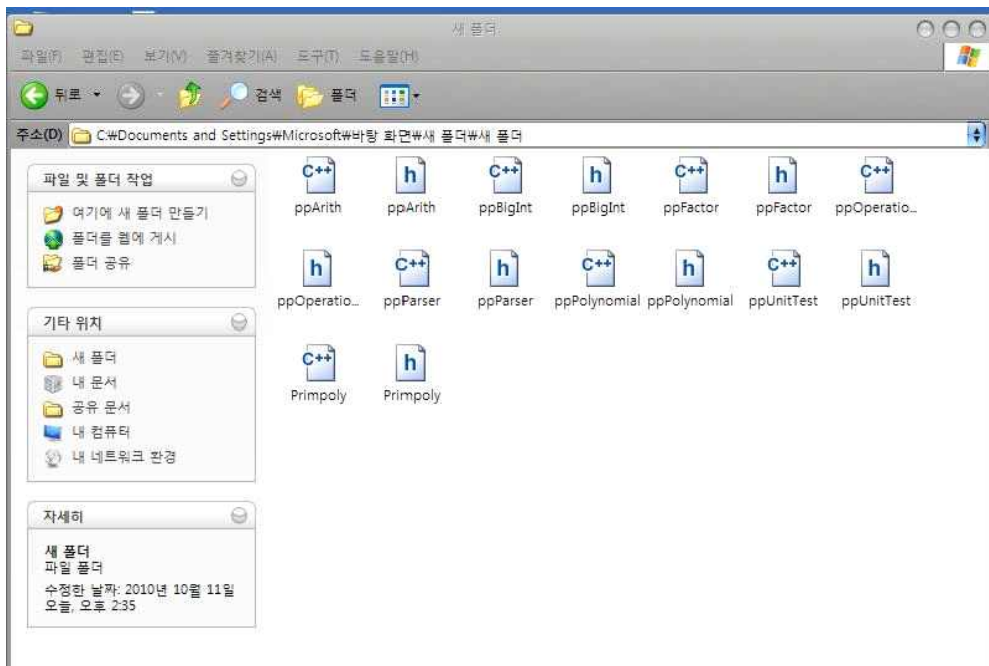 새 폴더
파일(F) 편집(E) 보기(V) 즐겨찾기(A) 도구(T) 도움말(H)
뒤로 검색 폴더
주소(D) C:₩Documents and Settings₩Microsoft₩바탕 화면₩새 폴더₩새 폴더
파일 및 폴더 작업
여기에 새 폴더 만들기
폴더를 웹에 게시
폴더 공유
기타 위치
새 폴더
내 문서
공유 문서
내 컴퓨터
내 네트워크 환경
자세히
새 폴더
파일 폴더
수정한 날짜: 2010년 10월 11일
오늘, 오후 2:35
C++ h C++ h C++ h C++
ppArith ppArith ppBigInt ppBigInt ppFactor ppFactor ppOperatio...
h C++ h C++ h C++ h
ppOperatio... ppParser ppParser ppPolynomial ppPolynomial ppUnitTest ppUnitTest
C++ h
Primpoly Primpoly